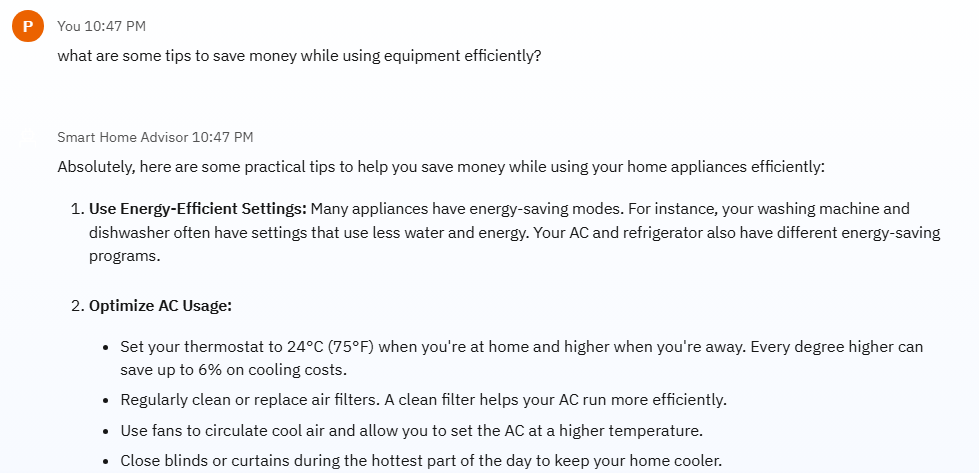 P
You 10:47 PM
what are some tips to save money while using equipment efficiently?
Smart Home Advisor 10:47 PM
Absolutely, here are some practical tips to help you save money while using your home appliances efficiently:
1. Use Energy-Efficient Settings: Many appliances have energy-saving modes. For instance, your washing machine and
dishwasher often have settings that use less water and energy. Your AC and refrigerator also have different energy-saving
programs.
2. Optimize AC Usage:
• Set your thermostat to 24°C (75°F) when you're at home and higher when you're away. Every degree higher can
save up to 6% on cooling costs.
• Regularly clean or replace air filters. A clean filter helps your AC run more efficiently.
• Use fans to circulate cool air and allow you to set the AC at a higher temperature.
• Close blinds or curtains during the hottest part of the day to keep your home cooler.